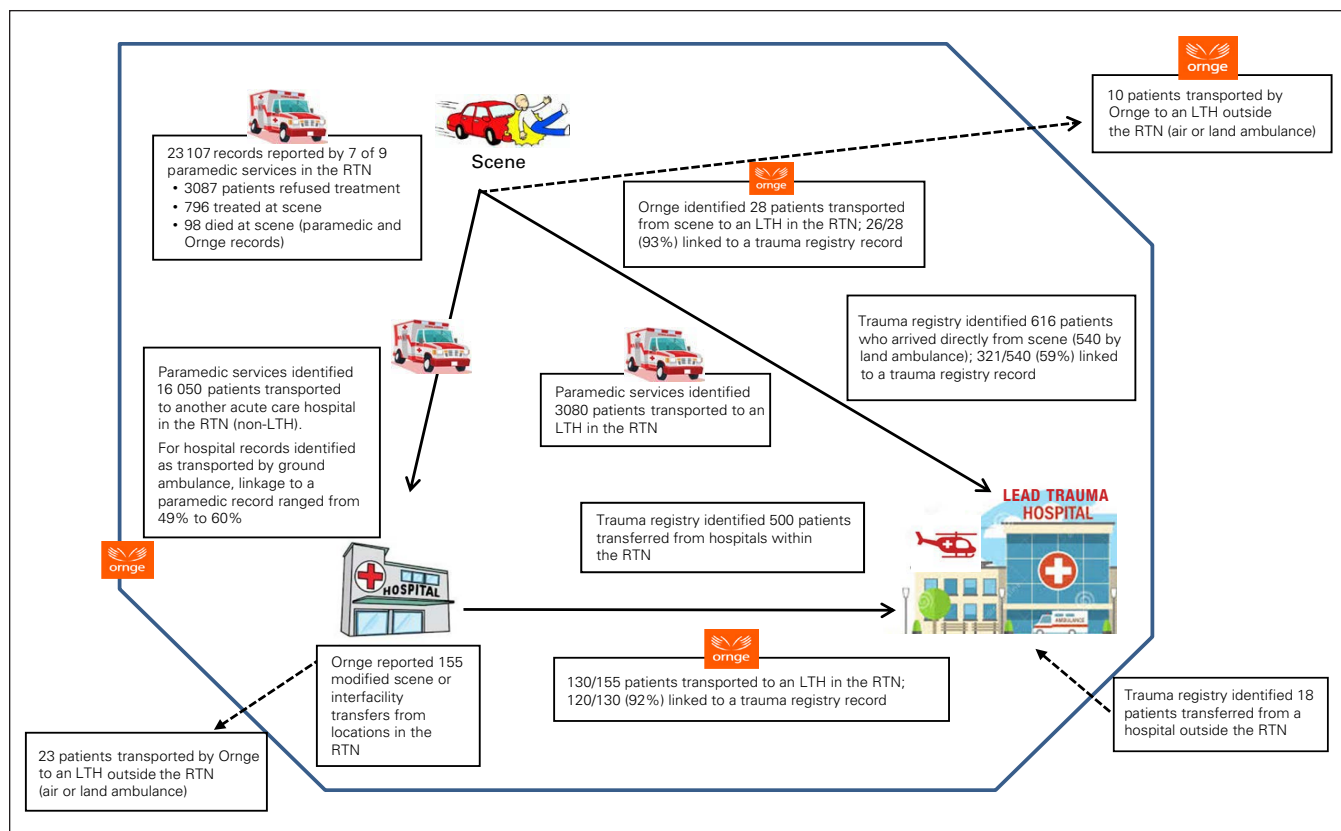 ornge
10 patients transported by
Ornge to an LTH outside
the RTN (air or land ambulance)
23 107 records reported by 7 of 9
paramedic services in the RTN
• 3087 patients refused treatment
• 796 treated at scene
• 98 died at scene (paramedic and
Ornge records)
Scene
ornge
Ornge identified 28 patients transported
from scene to an LTH in the RTN; 26/28
(93%) linked to a trauma registry record
Trauma registry identified 616 patients
who arrived directly from scene (540 by
land ambulance); 321/540 (59%) linked
to a trauma registry record
Paramedic services identified
16 050 patients transported
to another acute care hospital
in the RTN (non-LTH).
For hospital records identified
as transported by ground
ambulance, linkage to a
paramedic record ranged from
49% to 60%
Paramedic services identified
3080 patients transported to an
LTH in the RTN
LEAD TRAUMA
HOSPITAL
Trauma registry identified 500 patients
transferred from hospitals within
the RTN
ornge
HOSPITAL
AMBULANCE
ornge
Ornge reported 155
modified scene or
interfacility
transfers from
locations in the
RTN
130/155 patients transported to an LTH in the RTN;
120/130 (92%) linked to a trauma registry record
Trauma registry identified 18
patients transferred from a
hospital outside the RTN
23 patients transported by Ornge
to an LTH outside the RTN
(air or land ambulance)